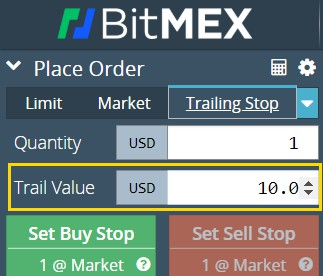 BitMEX
Place Order
Limit Market Trailing Stop
Quantity USD 1
Trail Value USD 10.0
Set Buy Stop Set Sell Stop
1 @ Market ? 1 @ Market ?